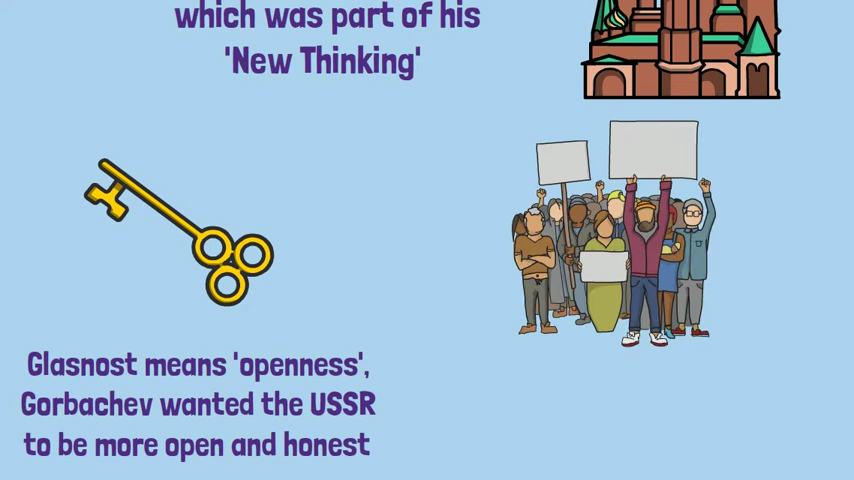 which was part of his
'New Thinking'
Glasnost means 'openness',
Gorbachev wanted the USSR
to be more open and honest